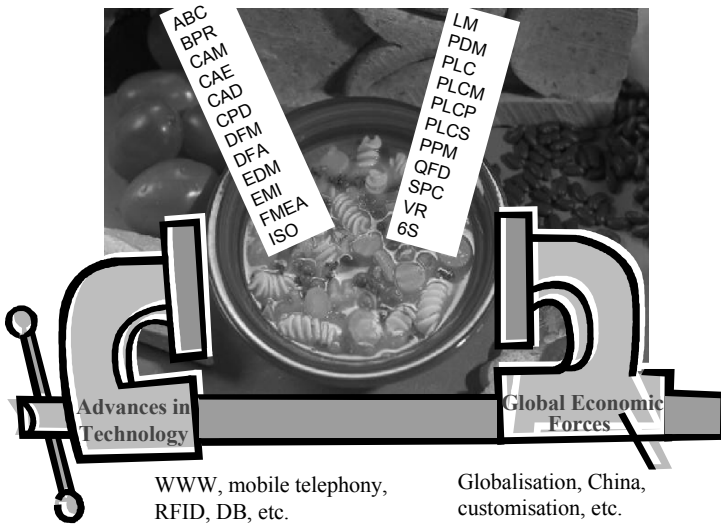 ABC
BPR
CAM
CAE
CAD
CPD
DFM
DFA
EDM
EMI
FMEA
ISO
LM
PDM
PLC
PLCM
PLCP
PLCS
PPM
QFD
SPC
VR
6S
Advances in
Technology
Global Economic
Forces
WWW, mobile telephony,
RFID, DB, etc.
Globalisation, China,
customisation, etc.